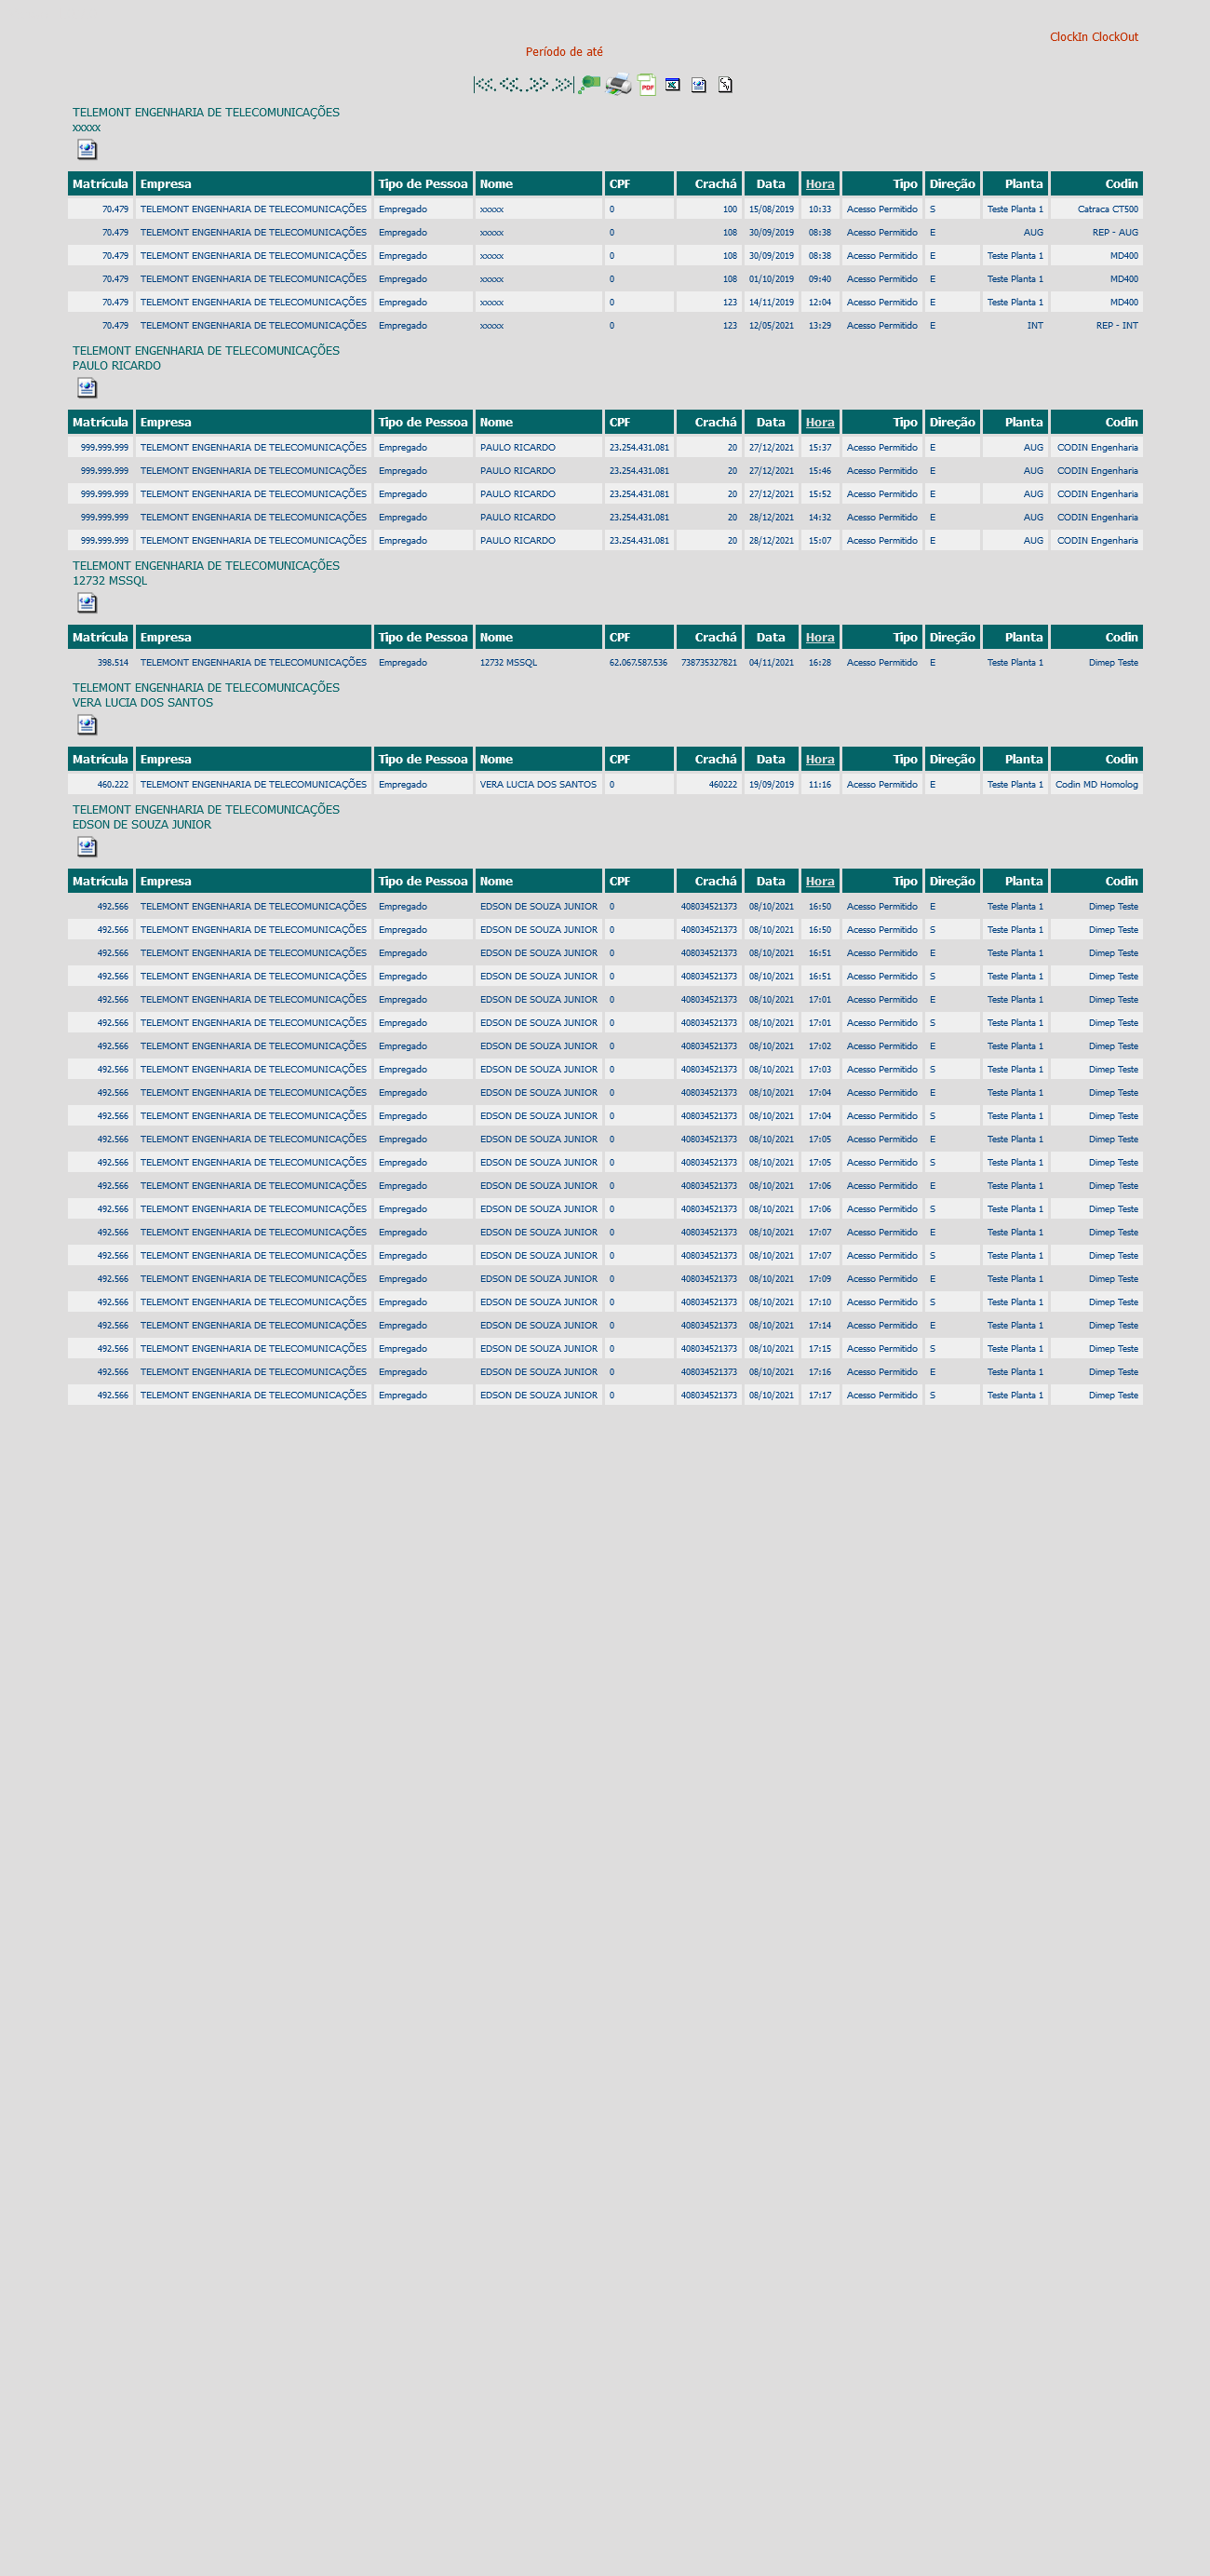 ClockIn ClockOut
Período de até
TELEMONT ENGENHARIA DE TELECOMUNICAÇÕES
xxxxx
Matrícula Empresa Tipo de Pessoa Nome CPF Crachá Data Hora Tipo Direção Planta Codin
70.479 TELEMONT ENGENHARIA DE TELECOMUNICAÇÕES Empregado xxxxx 0 100 15/08/2019 10:33 Acesso Permitido S Teste Planta 1 Catraca CT500
70.479 TELEMONT ENGENHARIA DE TELECOMUNICAÇÕES Empregado xxxxx 0 108 30/09/2019 08:38 Acesso Permitido E AUG REP - AUG
70.479 TELEMONT ENGENHARIA DE TELECOMUNICAÇÕES Empregado xxxxx 0 108 30/09/2019 08:38 Acesso Permitido E Teste Planta 1 MD400
70.479 TELEMONT ENGENHARIA DE TELECOMUNICAÇÕES Empregado xxxxx 0 108 01/10/2019 09:40 Acesso Permitido E Teste Planta 1 MD400
70.479 TELEMONT ENGENHARIA DE TELECOMUNICAÇÕES Empregado xxxxx 0 123 14/11/2019 12:04 Acesso Permitido E Teste Planta 1 MD400
70.479 TELEMONT ENGENHARIA DE TELECOMUNICAÇÕES Empregado xxxxx 0 123 12/05/2021 13:29 Acesso Permitido E INT REP - INT
TELEMONT ENGENHARIA DE TELECOMUNICAÇÕES
PAULO RICARDO
Matrícula Empresa Tipo de Pessoa Nome CPF Crachá Data Hora Tipo Direção Planta Codin
999.999.999 TELEMONT ENGENHARIA DE TELECOMUNICAÇÕES Empregado PAULO RICARDO 23.254.431.081 20 27/12/2021 15:37 Acesso Permitido E AUG CODIN Engenharia
999.999.999 TELEMONT ENGENHARIA DE TELECOMUNICAÇÕES Empregado PAULO RICARDO 23.254.431.081 20 27/12/2021 15:46 Acesso Permitido E AUG CODIN Engenharia
999.999.999 TELEMONT ENGENHARIA DE TELECOMUNICAÇÕES Empregado PAULO RICARDO 23.254.431.081 20 27/12/2021 15:52 Acesso Permitido E AUG CODIN Engenharia
999.999.999 TELEMONT ENGENHARIA DE TELECOMUNICAÇÕES Empregado PAULO RICARDO 23.254.431.081 20 28/12/2021 14:32 Acesso Permitido E AUG CODIN Engenharia
999.999.999 TELEMONT ENGENHARIA DE TELECOMUNICAÇÕES Empregado PAULO RICARDO 23.254.431.081 20 28/12/2021 15:07 Acesso Permitido E AUG CODIN Engenharia
TELEMONT ENGENHARIA DE TELECOMUNICAÇÕES
12732 MSSQL
Matrícula Empresa Tipo de Pessoa Nome CPF Crachá Data Hora Tipo Direção Planta Codin
398.514 TELEMONT ENGENHARIA DE TELECOMUNICAÇÕES Empregado 12732 MSSQL 62.067.587.536 738735327821 04/11/2021 16:28 Acesso Permitido E Teste Planta 1 Dimep Teste
TELEMONT ENGENHARIA DE TELECOMUNICAÇÕES
VERA LUCIA DOS SANTOS
Matrícula Empresa Tipo de Pessoa Nome CPF Crachá Data Hora Tipo Direção Planta Codin
460.222 TELEMONT ENGENHARIA DE TELECOMUNICAÇÕES Empregado VERA LUCIA DOS SANTOS 0 460222 19/09/2019 11:16 Acesso Permitido E Teste Planta 1 Codin MD Homolog
TELEMONT ENGENHARIA DE TELECOMUNICAÇÕES
EDSON DE SOUZA JUNIOR
Matrícula Empresa Tipo de Pessoa Nome CPF Crachá Data Hora Tipo Direção Planta Codin
492.566 TELEMONT ENGENHARIA DE TELECOMUNICAÇÕES Empregado EDSON DE SOUZA JUNIOR 0 408034521373 08/10/2021 16:50 Acesso Permitido E Teste Planta 1 Dimep Teste
492.566 TELEMONT ENGENHARIA DE TELECOMUNICAÇÕES Empregado EDSON DE SOUZA JUNIOR 0 408034521373 08/10/2021 16:50 Acesso Permitido S Teste Planta 1 Dimep Teste
492.566 TELEMONT ENGENHARIA DE TELECOMUNICAÇÕES Empregado EDSON DE SOUZA JUNIOR 0 408034521373 08/10/2021 16:51 Acesso Permitido E Teste Planta 1 Dimep Teste
492.566 TELEMONT ENGENHARIA DE TELECOMUNICAÇÕES Empregado EDSON DE SOUZA JUNIOR 0 408034521373 08/10/2021 16:51 Acesso Permitido S Teste Planta 1 Dimep Teste
492.566 TELEMONT ENGENHARIA DE TELECOMUNICAÇÕES Empregado EDSON DE SOUZA JUNIOR 0 408034521373 08/10/2021 17:01 Acesso Permitido E Teste Planta 1 Dimep Teste
492.566 TELEMONT ENGENHARIA DE TELECOMUNICAÇÕES Empregado EDSON DE SOUZA JUNIOR 0 408034521373 08/10/2021 17:01 Acesso Permitido S Teste Planta 1 Dimep Teste
492.566 TELEMONT ENGENHARIA DE TELECOMUNICAÇÕES Empregado EDSON DE SOUZA JUNIOR 0 408034521373 08/10/2021 17:02 Acesso Permitido E Teste Planta 1 Dimep Teste
492.566 TELEMONT ENGENHARIA DE TELECOMUNICAÇÕES Empregado EDSON DE SOUZA JUNIOR 0 408034521373 08/10/2021 17:03 Acesso Permitido S Teste Planta 1 Dimep Teste
492.566 TELEMONT ENGENHARIA DE TELECOMUNICAÇÕES Empregado EDSON DE SOUZA JUNIOR 0 408034521373 08/10/2021 17:04 Acesso Permitido E Teste Planta 1 Dimep Teste
492.566 TELEMONT ENGENHARIA DE TELECOMUNICAÇÕES Empregado EDSON DE SOUZA JUNIOR 0 408034521373 08/10/2021 17:04 Acesso Permitido S Teste Planta 1 Dimep Teste
492.566 TELEMONT ENGENHARIA DE TELECOMUNICAÇÕES Empregado EDSON DE SOUZA JUNIOR 0 408034521373 08/10/2021 17:05 Acesso Permitido E Teste Planta 1 Dimep Teste
492.566 TELEMONT ENGENHARIA DE TELECOMUNICAÇÕES Empregado EDSON DE SOUZA JUNIOR 0 408034521373 08/10/2021 17:05 Acesso Permitido S Teste Planta 1 Dimep Teste
492.566 TELEMONT ENGENHARIA DE TELECOMUNICAÇÕES Empregado EDSON DE SOUZA JUNIOR 0 408034521373 08/10/2021 17:06 Acesso Permitido E Teste Planta 1 Dimep Teste
492.566 TELEMONT ENGENHARIA DE TELECOMUNICAÇÕES Empregado EDSON DE SOUZA JUNIOR 0 408034521373 08/10/2021 17:06 Acesso Permitido S Teste Planta 1 Dimep Teste
492.566 TELEMONT ENGENHARIA DE TELECOMUNICAÇÕES Empregado EDSON DE SOUZA JUNIOR 0 408034521373 08/10/2021 17:07 Acesso Permitido E Teste Planta 1 Dimep Teste
492.566 TELEMONT ENGENHARIA DE TELECOMUNICAÇÕES Empregado EDSON DE SOUZA JUNIOR 0 408034521373 08/10/2021 17:07 Acesso Permitido S Teste Planta 1 Dimep Teste
492.566 TELEMONT ENGENHARIA DE TELECOMUNICAÇÕES Empregado EDSON DE SOUZA JUNIOR 0 408034521373 08/10/2021 17:09 Acesso Permitido E Teste Planta 1 Dimep Teste
492.566 TELEMONT ENGENHARIA DE TELECOMUNICAÇÕES Empregado EDSON DE SOUZA JUNIOR 0 408034521373 08/10/2021 17:10 Acesso Permitido S Teste Planta 1 Dimep Teste
492.566 TELEMONT ENGENHARIA DE TELECOMUNICAÇÕES Empregado EDSON DE SOUZA JUNIOR 0 408034521373 08/10/2021 17:14 Acesso Permitido E Teste Planta 1 Dimep Teste
492.566 TELEMONT ENGENHARIA DE TELECOMUNICAÇÕES Empregado EDSON DE SOUZA JUNIOR 0 408034521373 08/10/2021 17:15 Acesso Permitido S Teste Planta 1 Dimep Teste
492.566 TELEMONT ENGENHARIA DE TELECOMUNICAÇÕES Empregado EDSON DE SOUZA JUNIOR 0 408034521373 08/10/2021 17:16 Acesso Permitido E Teste Planta 1 Dimep Teste
492.566 TELEMONT ENGENHARIA DE TELECOMUNICAÇÕES Empregado EDSON DE SOUZA JUNIOR 0 408034521373 08/10/2021 17:17 Acesso Permitido S Teste Planta 1 Dimep Teste